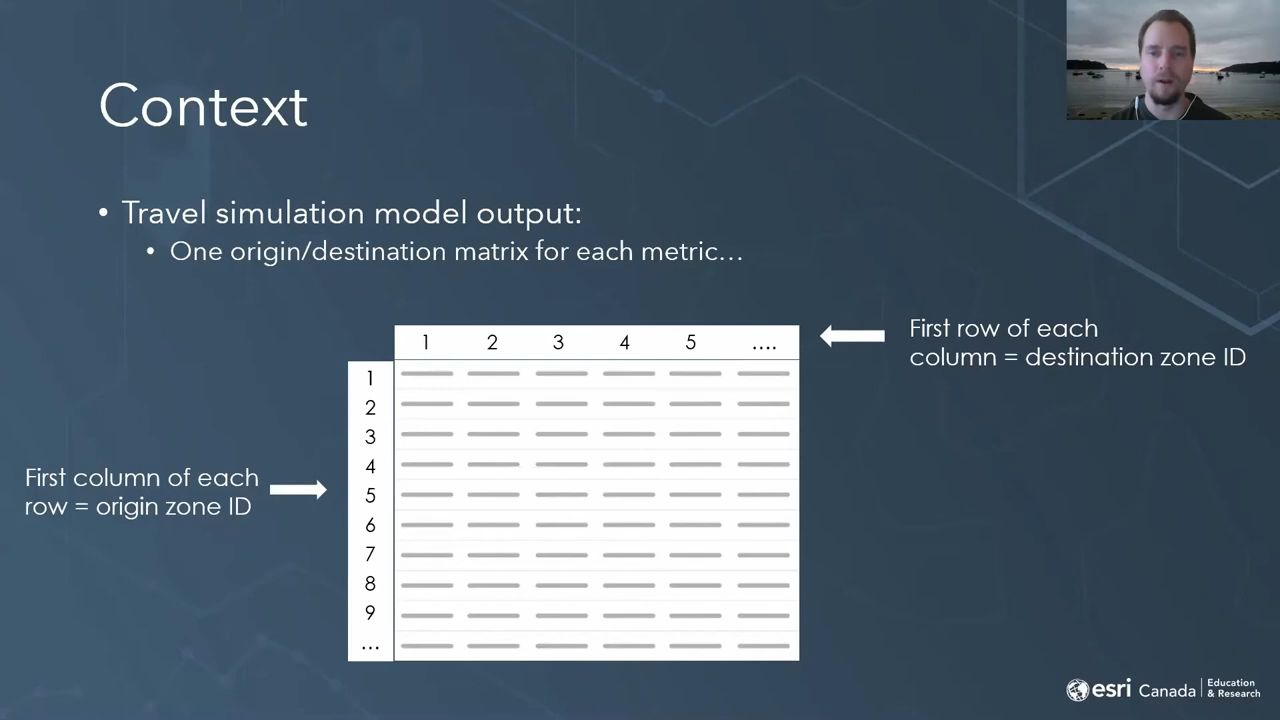 Context
• Travel simulation model output:
• One origin/destination matrix for each metric...
1 2 3 4 5 ....
First row of each
column = destination zone ID
1
2
3
4
5
6
7
8
9
...
First column of each
row = origin zone ID
esri Canada
Education
& Research